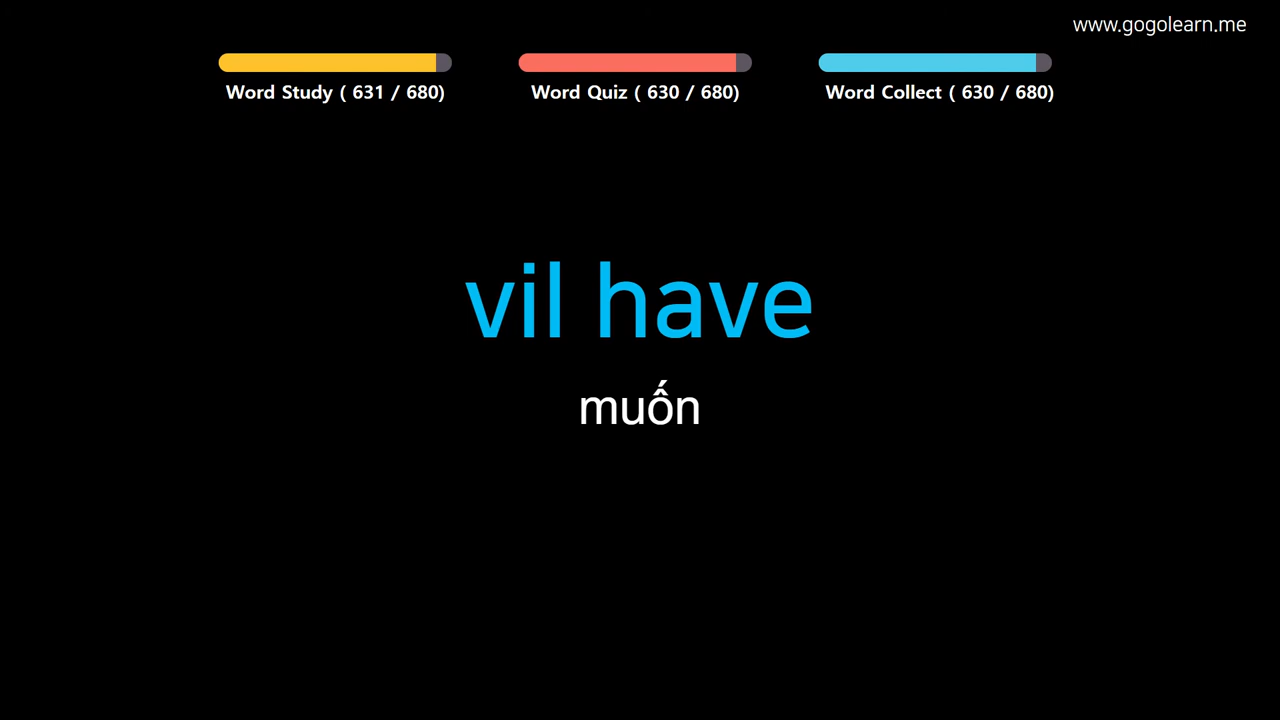 www.gogolearn.me
Word Study ( 631 / 680)
Word Quiz ( 630 / 680)
Word Collect ( 630 / 680)
vil have
muốn